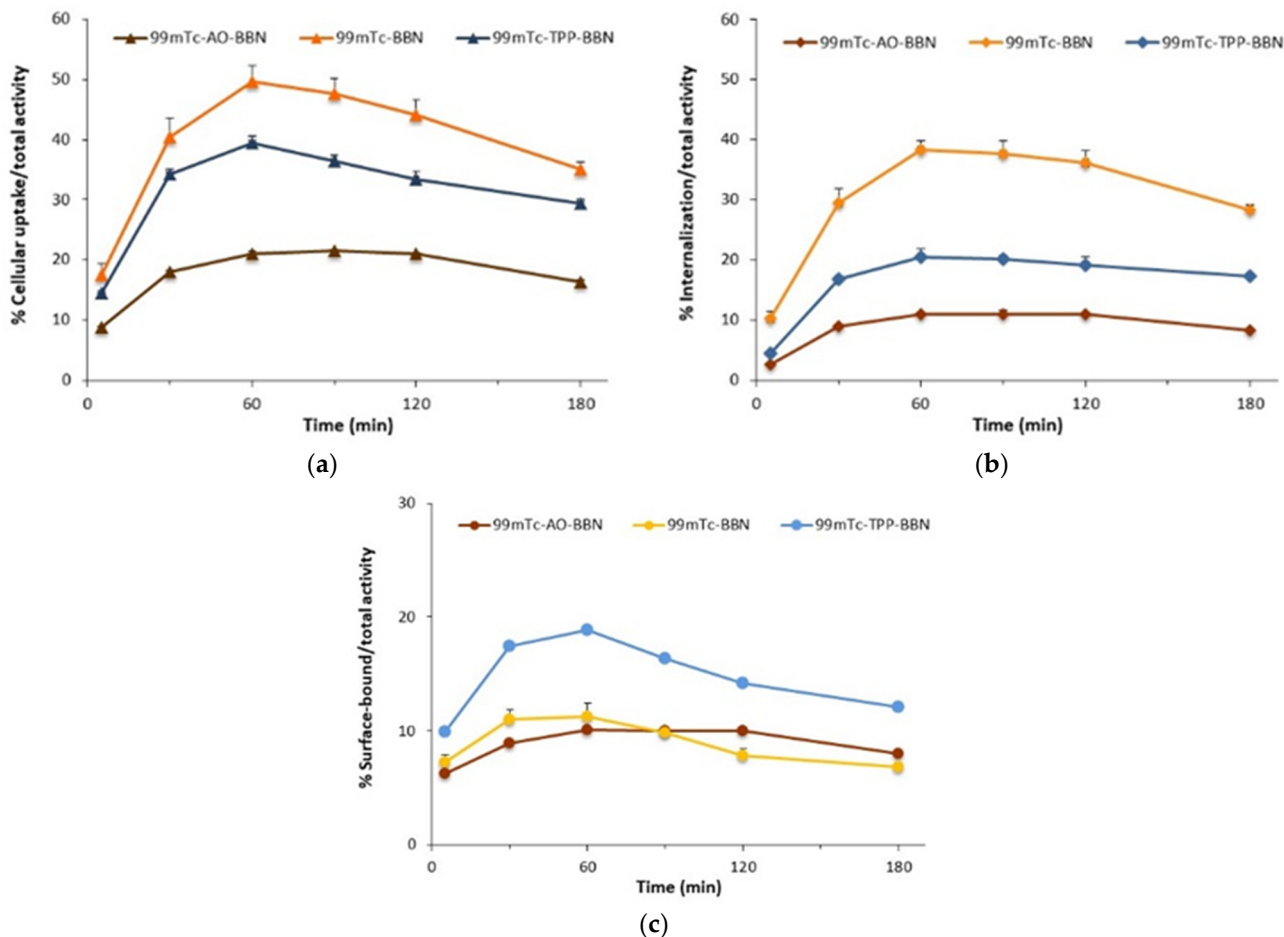 60
50
40
30
20
10
0
% Cellular uptake/total activity
99mTc-AO-BBN 99mTc-BBN 99mTc-TPP-BBN
0 60 120 180
Time (min)
(a)
60
50
40
30
20
10
0
% Internalization/total activity
99mTc-AO-BBN 99mTc-BBN 99mTc-TPP-BBN
0 60 120 180
Time (min)
(b)
30
20
10
0
% Surface-bound/total activity
99mTc-AO-BBN 99mTc-BBN 99mTc-TPP-BBN
0 60 120 180
Time (min)
(c)